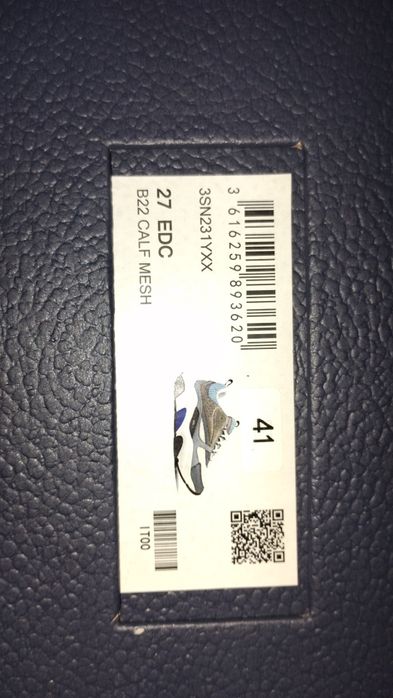 3 616259 893620
3SN231YXX
27 EDC
B22 CALF MESH
41
1T00